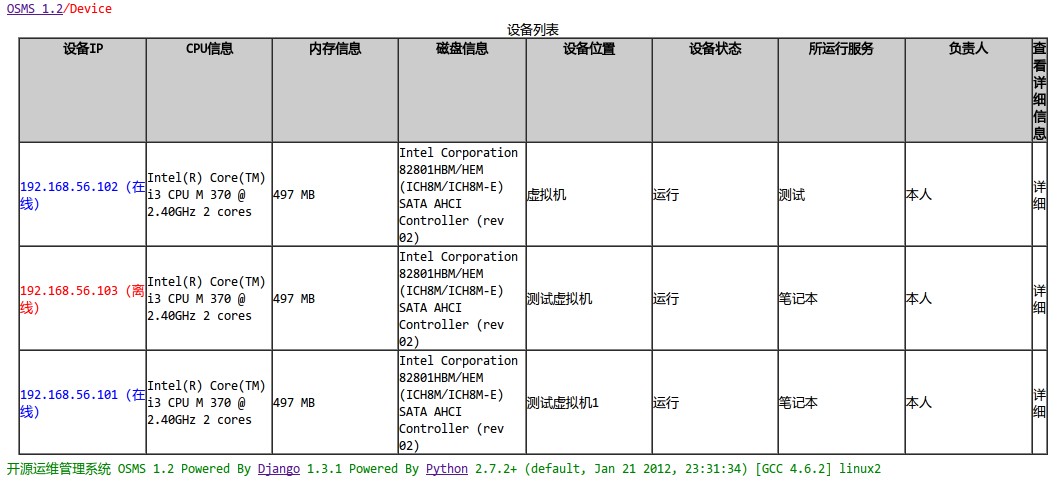 OSMS 1.2/Device
设备列表
设备IP CPU信息 内存信息 磁盘信息 设备位置 设备状态 所运行服务 负责人 查看详细信息
192.168.56.102 (在线) Intel(R) Core(TM) i3 CPU M 370 @ 2.40GHz 2 cores 497 MB Intel Corporation 82801HBM/HEM (ICH8M/ICH8M-E) SATA AHCI Controller (rev 02) 虚拟机 运行 测试 本人 详细
192.168.56.103 (离线) Intel(R) Core(TM) i3 CPU M 370 @ 2.40GHz 2 cores 497 MB Intel Corporation 82801HBM/HEM (ICH8M/ICH8M-E) SATA AHCI Controller (rev 02) 测试虚拟机 运行 笔记本 本人 详细
192.168.56.101 (在线) Intel(R) Core(TM) i3 CPU M 370 @ 2.40GHz 2 cores 497 MB Intel Corporation 82801HBM/HEM (ICH8M/ICH8M-E) SATA AHCI Controller (rev 02) 测试虚拟机1 运行 笔记本 本人 详细
开源运维管理系统 OSMS 1.2 Powered By Django 1.3.1 Powered By Python 2.7.2+ (default, Jan 21 2012, 23:31:34) [GCC 4.6.2] linux2